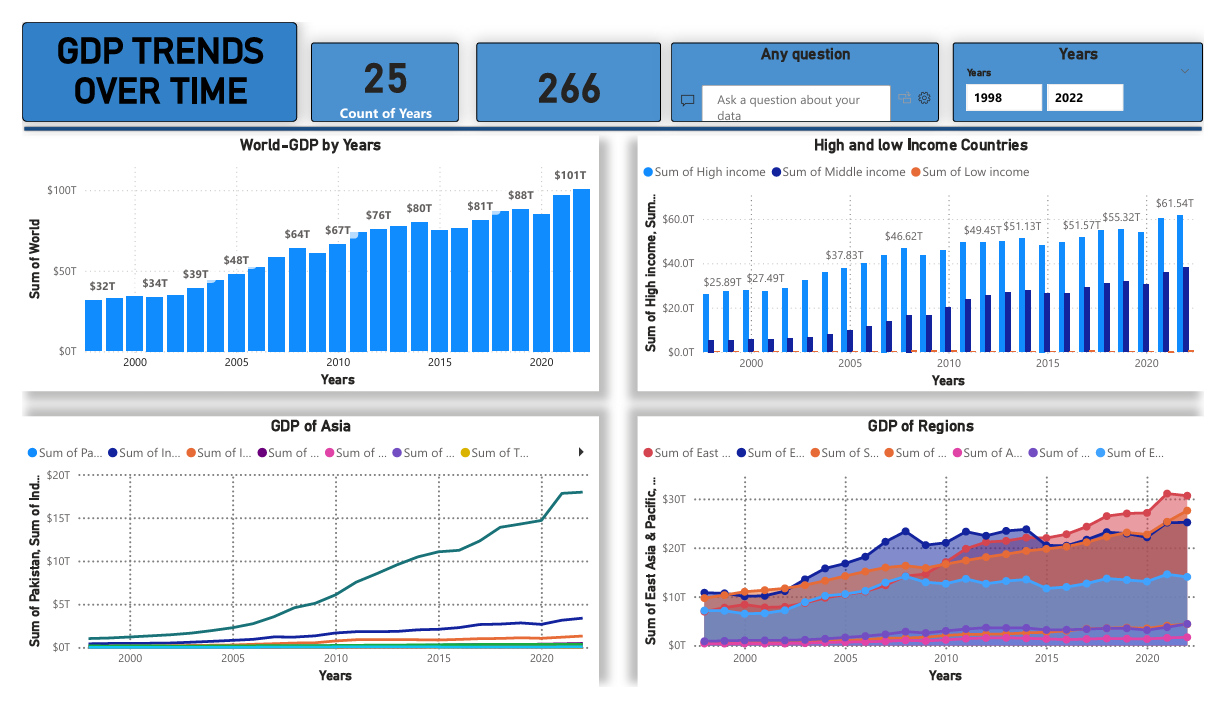 GDP TRENDS
OVER TIME
25
Count of Years
266
Any question
Ask a question about your
data
Years
Years
1998
2022
World-GDP by Years
Sum of World
$100T
$50T
$0T
$32T
$34T
$39T
$48T
$64T
$67T
$76T
$80T
$81T
$88T
$101T
2000
2005
2010
2015
2020
Years
High and low Income Countries
Sum of High income
Sum of Middle income
Sum of Low income
Sum of High income, Sum...
$60.0T
$40.0T
$20.0T
$0.0T
$25.89T
$27.49T
$37.83T
$46.62T
$49.45T
$51.13T
$51.57T
$55.32T
$61.54T
2000
2005
2010
2015
2020
Years
GDP of Asia
Sum of Pa...
Sum of In...
Sum of I...
Sum of ...
Sum of ...
Sum of ...
Sum of T...
Sum of Pakistan, Sum of Ind...
$20T
$15T
$10T
$5T
$0T
2000
2005
2010
2015
2020
Years
GDP of Regions
Sum of East ...
Sum of E...
Sum of S...
Sum of ...
Sum of A...
Sum of ...
Sum of E...
Sum of East Asia & Pacific, ...
$30T
$20T
$10T
$0T
2000
2005
2010
2015
2020
Years